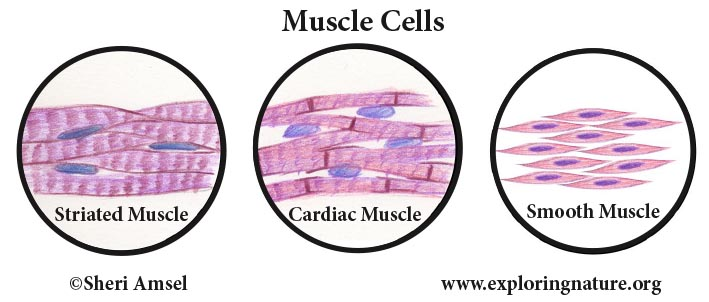 Muscle Cells
Striated Muscle
Cardiac Muscle
Smooth Muscle
©Sheri Amsel
www.exploringnature.org